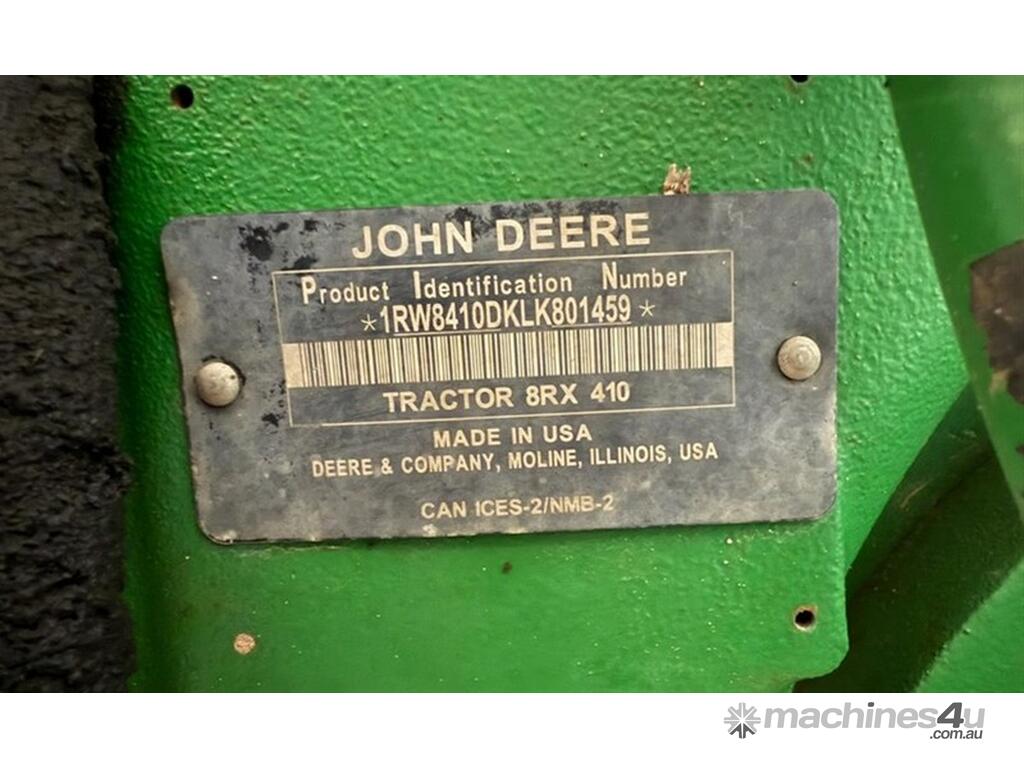 JOHN DEERE
Product Identification Number
*1RW8410DKLK801459*
TRACTOR 8RX 410
MADE IN USA
DEERE & COMPANY, MOLINE, ILLINOIS, USA
CAN ICES-2/NMB-2
machines4u
.com.au